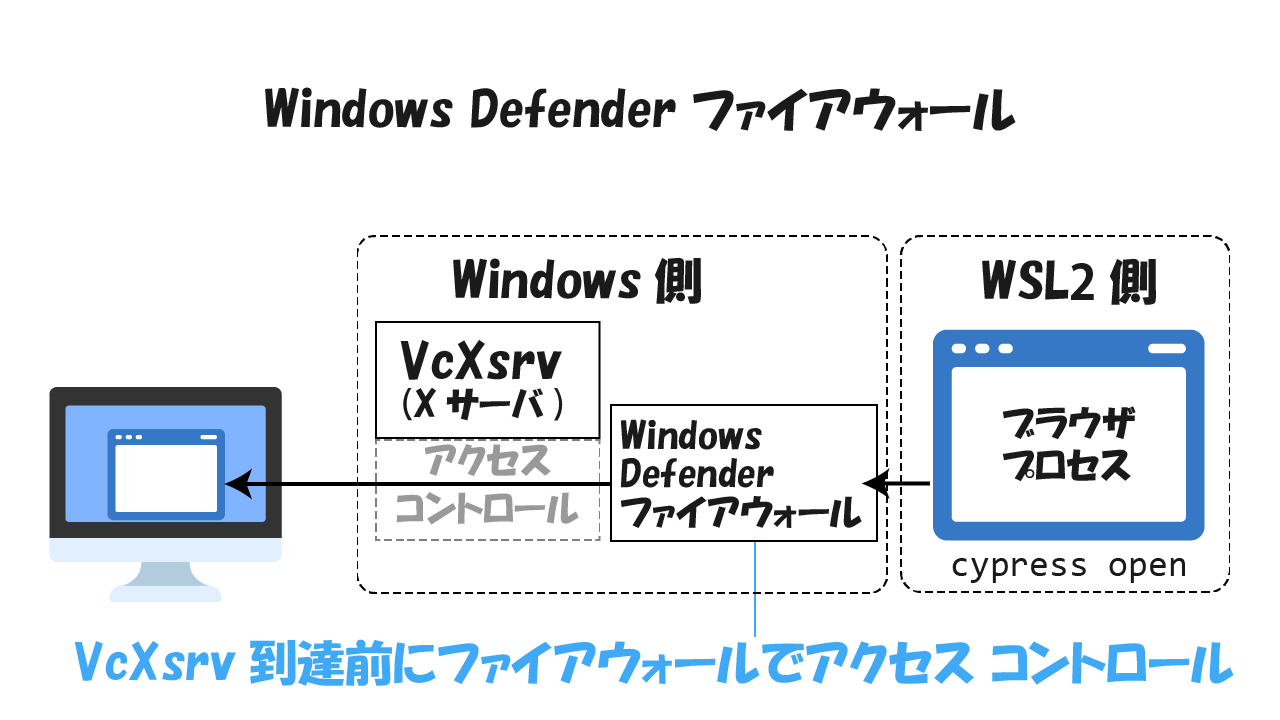 Windows Defender ファイアウォール
Windows 側
WSL2 側
VcXsrv
(X サーバ)
アクセス
コントロール
Windows
Defender
ファイアウォール
ブラウザ
プロセス
cypress open
VcXsrv 到達前にファイアウォールでアクセス コントロール